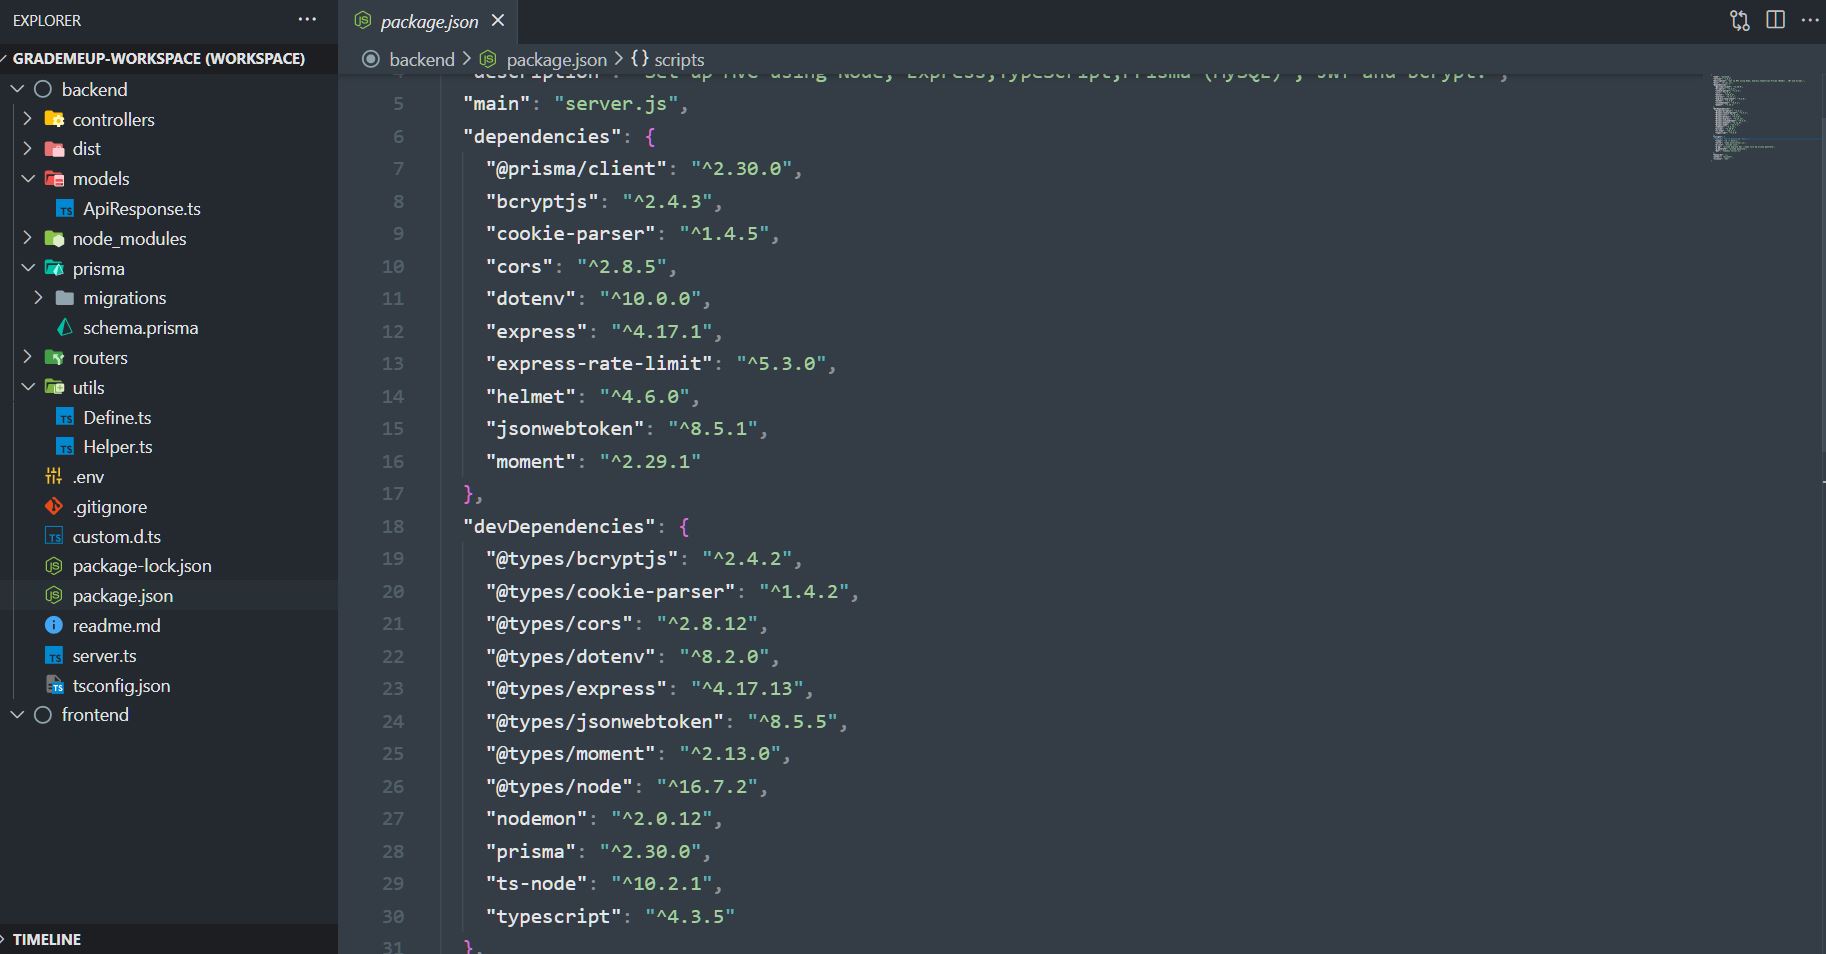 EXPLORER
GRADEMEUP-WORKSPACE (WORKSPACE)
backend
controllers
dist
models
ApiResponse.ts
node_modules
prisma
migrations
schema.prisma
routers
utils
Define.ts
Helper.ts
.env
.gitignore
custom.d.ts
package-lock.json
package.json
readme.md
server.ts
tsconfig.json
frontend
TIMELINE
package.json
backend > package.json > {} scripts
4 "description": "Set up MVC using Node, Express,TypeScript,Prisma (MySQL) , JWT and bcrypt.",
5 "main": "server.js",
6 "dependencies": {
7 "@prisma/client": "^2.30.0",
8 "bcryptjs": "^2.4.3",
9 "cookie-parser": "^1.4.5",
10 "cors": "^2.8.5",
11 "dotenv": "^10.0.0",
12 "express": "^4.17.1",
13 "express-rate-limit": "^5.3.0",
14 "helmet": "^4.6.0",
15 "jsonwebtoken": "^8.5.1",
16 "moment": "^2.29.1"
17 },
18 "devDependencies": {
19 "@types/bcryptjs": "^2.4.2",
20 "@types/cookie-parser": "^1.4.2",
21 "@types/cors": "^2.8.12",
22 "@types/dotenv": "^8.2.0",
23 "@types/express": "^4.17.13",
24 "@types/jsonwebtoken": "^8.5.5",
25 "@types/moment": "^2.13.0",
26 "@types/node": "^16.7.2",
27 "nodemon": "^2.0.12",
28 "prisma": "^2.30.0",
29 "ts-node": "^10.2.1",
30 "typescript": "^4.3.5"
31 },